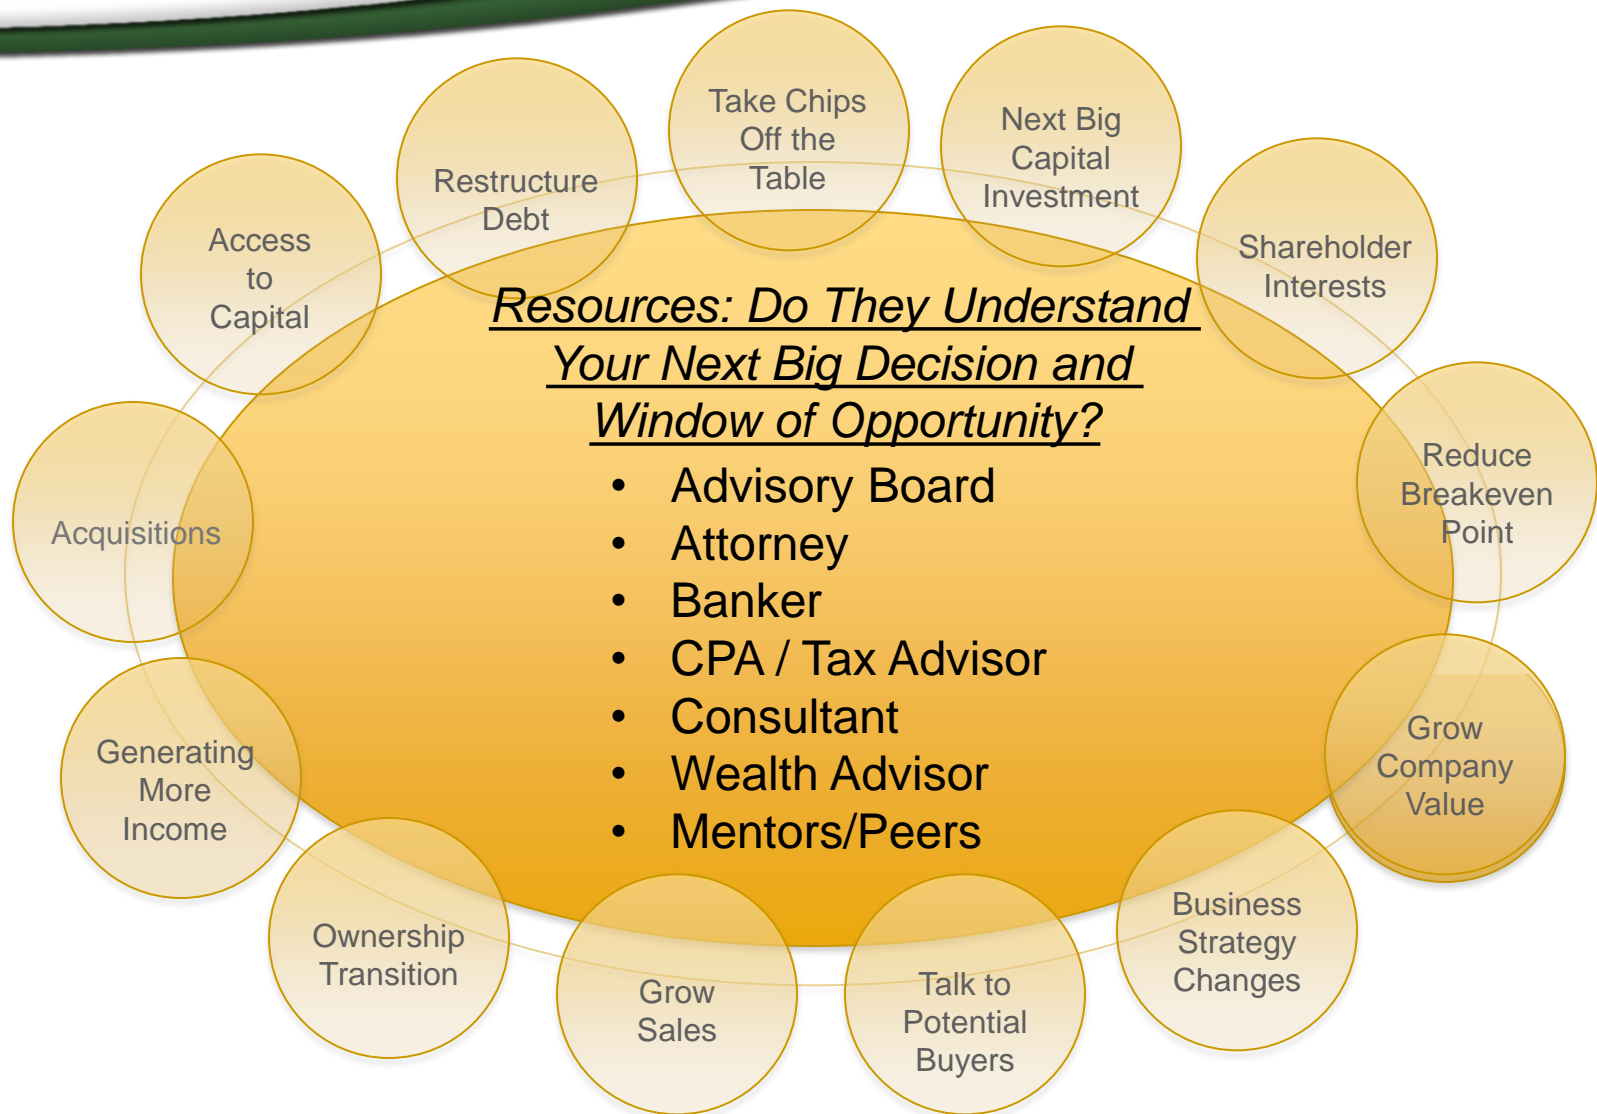 Take Chips
Off the
Table
Next Big
Capital
Investment
Restructure
Debt
Shareholder
Interests
Access
to
Capital
Resources: Do They Understand
Your Next Big Decision and
Window of Opportunity?
• Advisory Board
• Attorney
• Banker
• CPA / Tax Advisor
• Consultant
• Wealth Advisor
• Mentors/Peers
Reduce
Breakeven
Point
Acquisitions
Grow
Company
Value
Generating
More
Income
Business
Strategy
Changes
Ownership
Transition
Grow
Sales
Talk to
Potential
Buyers